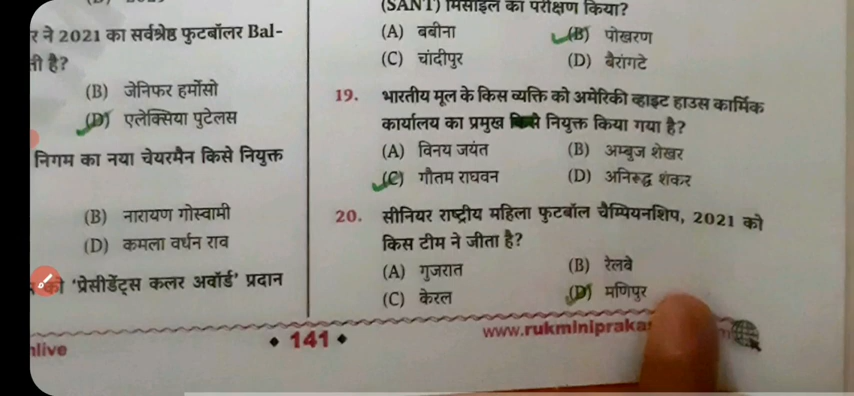 र ने 2021 का सर्वश्रेष्ठ फुटबॉलर Bal-
ती है?
(B) जेनिफर हर्मोसो
(D) एलेक्सिया पुटेलस
निगम का नया चेयरमैन किसे नियुक्त
(B) नारायण गोस्वामी
(D) कमला वर्धन राव
को 'प्रेसीडेंट्स कलर अवॉर्ड' प्रदान
nlive
(SANT) मिसाइल का परीक्षण किया?
(A) बबीना (B) पोखरण
(C) चांदीपुर (D) बैरांगटे
19. भारतीय मूल के किस व्यक्ति को अमेरिकी व्हाइट हाउस कार्मिक
कार्यालय का प्रमुख किसे नियुक्त किया गया है?
(A) विनय जयंत (B) अम्बुज शेखर
(C) गौतम राघवन (D) अनिरूद्ध शंकर
20. सीनियर राष्ट्रीय महिला फुटबॉल चैम्पियनशिप, 2021 को
किस टीम ने जीता है?
(A) गुजरात (B) रेलवे
(C) केरल (D) मणिपुर
141
www.rukminipraka